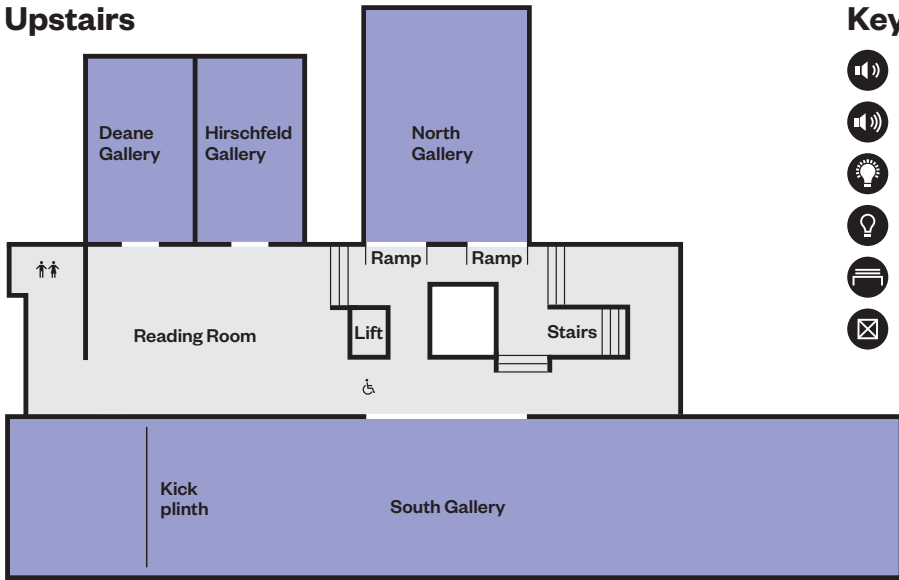 Upstairs
Key
Deane
Gallery
Hirschfeld
Gallery
North
Gallery
Ramp
Ramp
Reading Room
Lift
Stairs
Kick
plinth
South Gallery